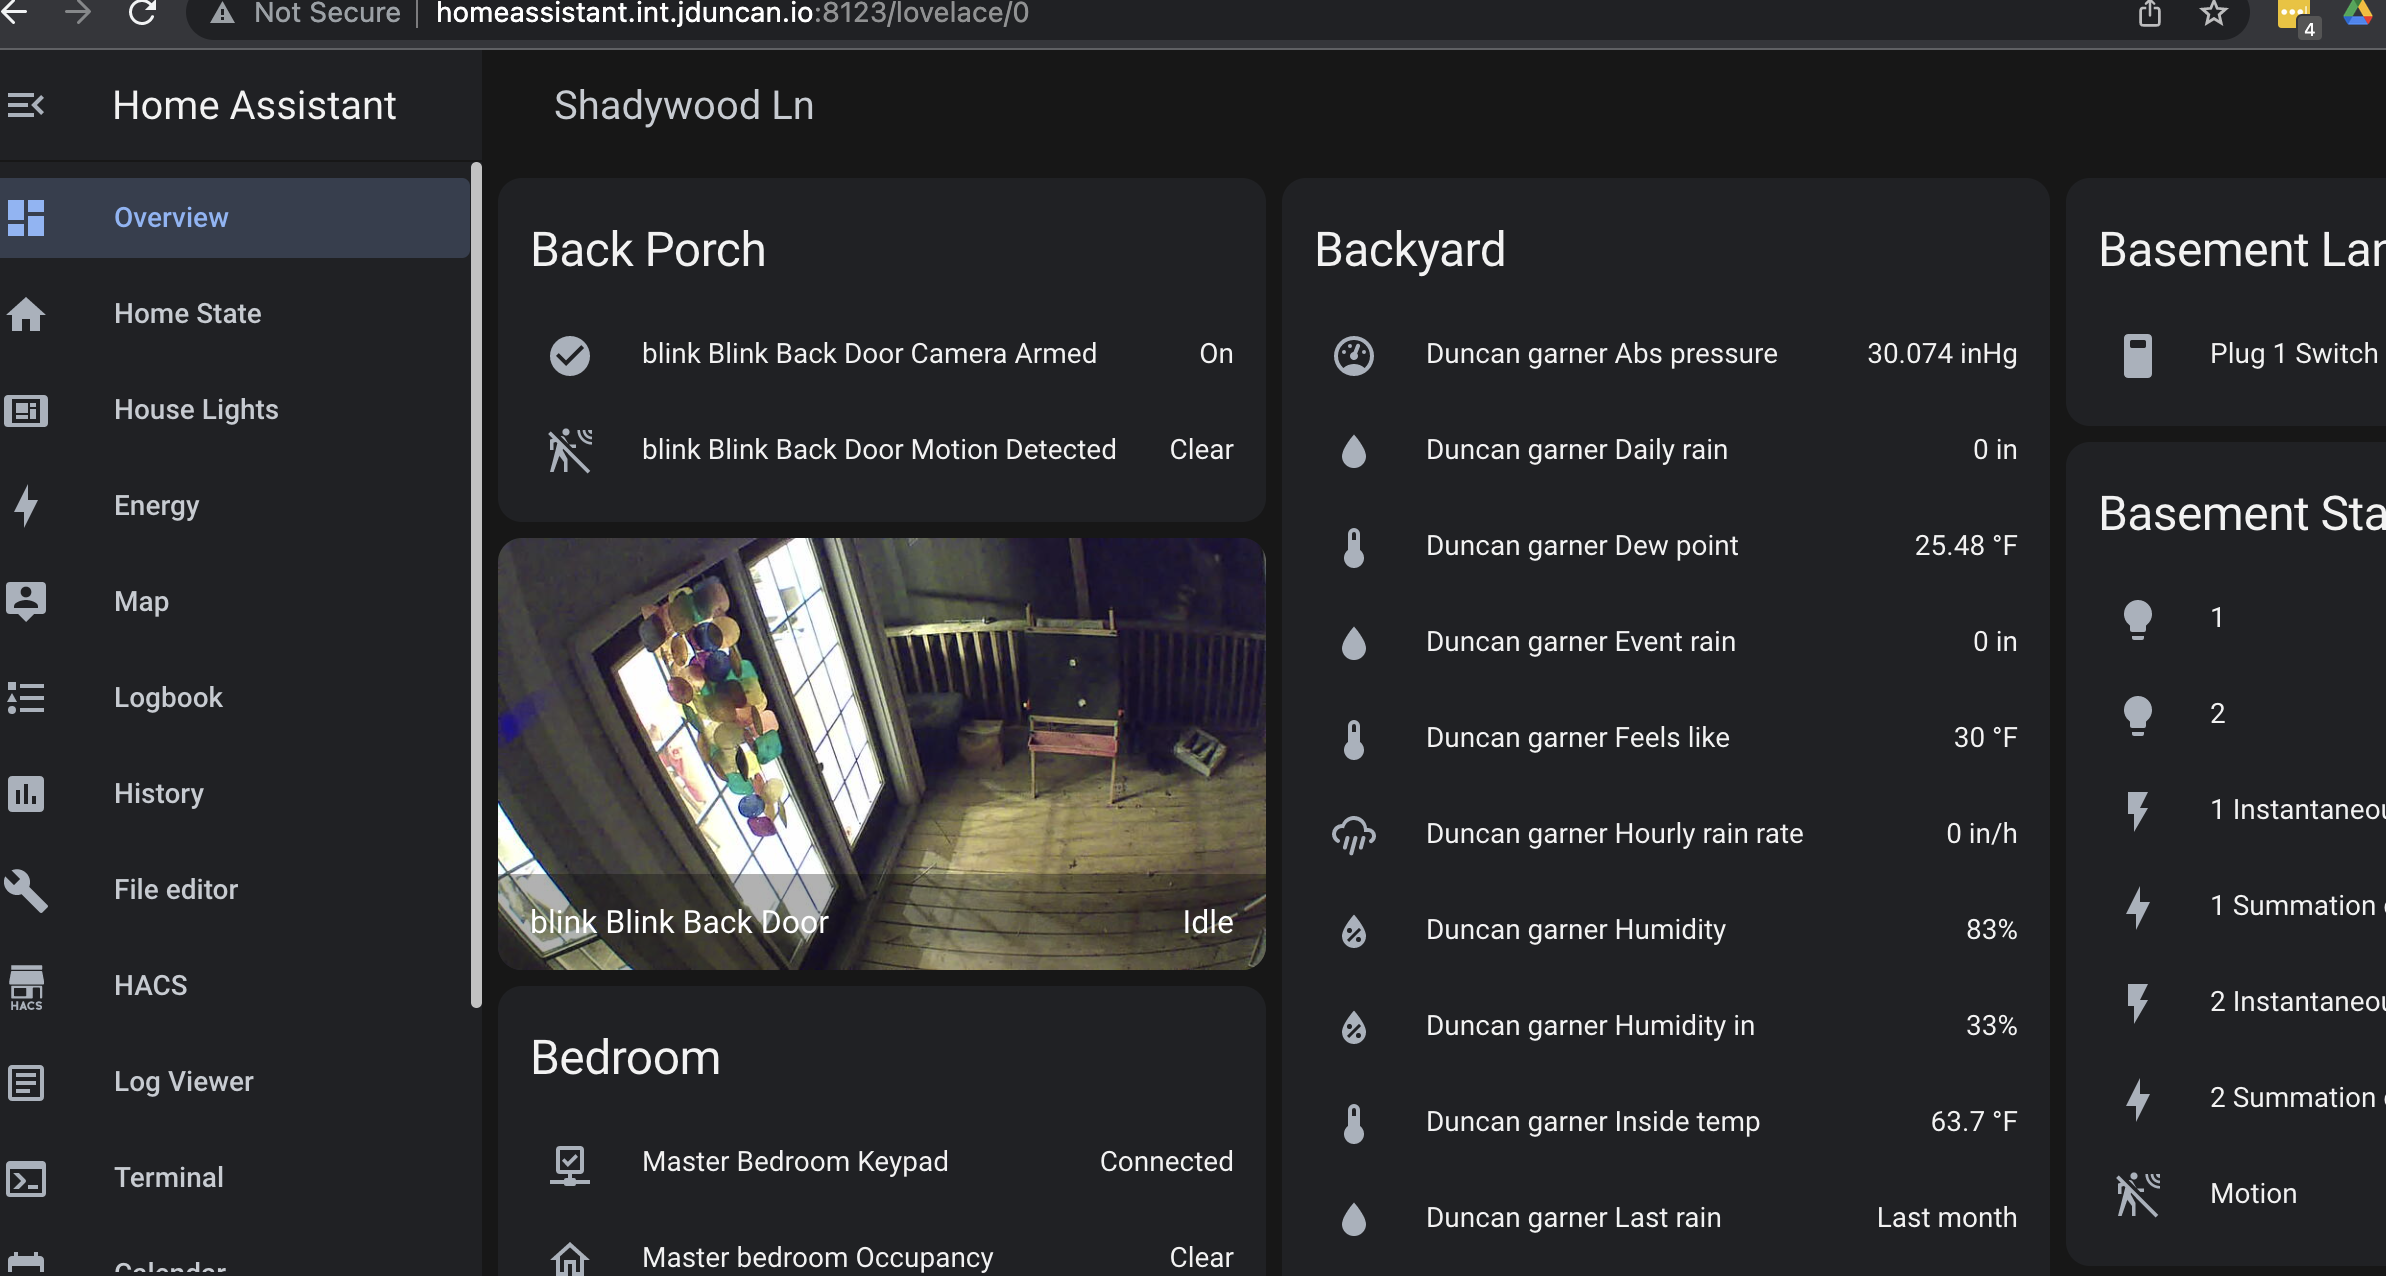 Not Secure | homeassistant.int.jduncan.io:8123/lovelace/0
4
Home Assistant
Shadywood Ln
Overview
Home State
House Lights
Energy
Map
Logbook
History
File editor
HACS
HACS
Log Viewer
Terminal
Calendar
Back Porch
blink Blink Back Door Camera Armed On
blink Blink Back Door Motion Detected Clear
blink Blink Back Door Idle
Bedroom
Master Bedroom Keypad Connected
Master bedroom Occupancy Clear
Backyard
Duncan garner Abs pressure 30.074 inHg
Duncan garner Daily rain 0 in
Duncan garner Dew point 25.48 °F
Duncan garner Event rain 0 in
Duncan garner Feels like 30 °F
Duncan garner Hourly rain rate 0 in/h
Duncan garner Humidity 83%
Duncan garner Humidity in 33%
Duncan garner Inside temp 63.7 °F
Duncan garner Last rain Last month
Basement Lan
Plug 1 Switch
Basement Sta
1
2
1 Instantaneou
1 Summation
2 Instantaneou
2 Summation
Motion